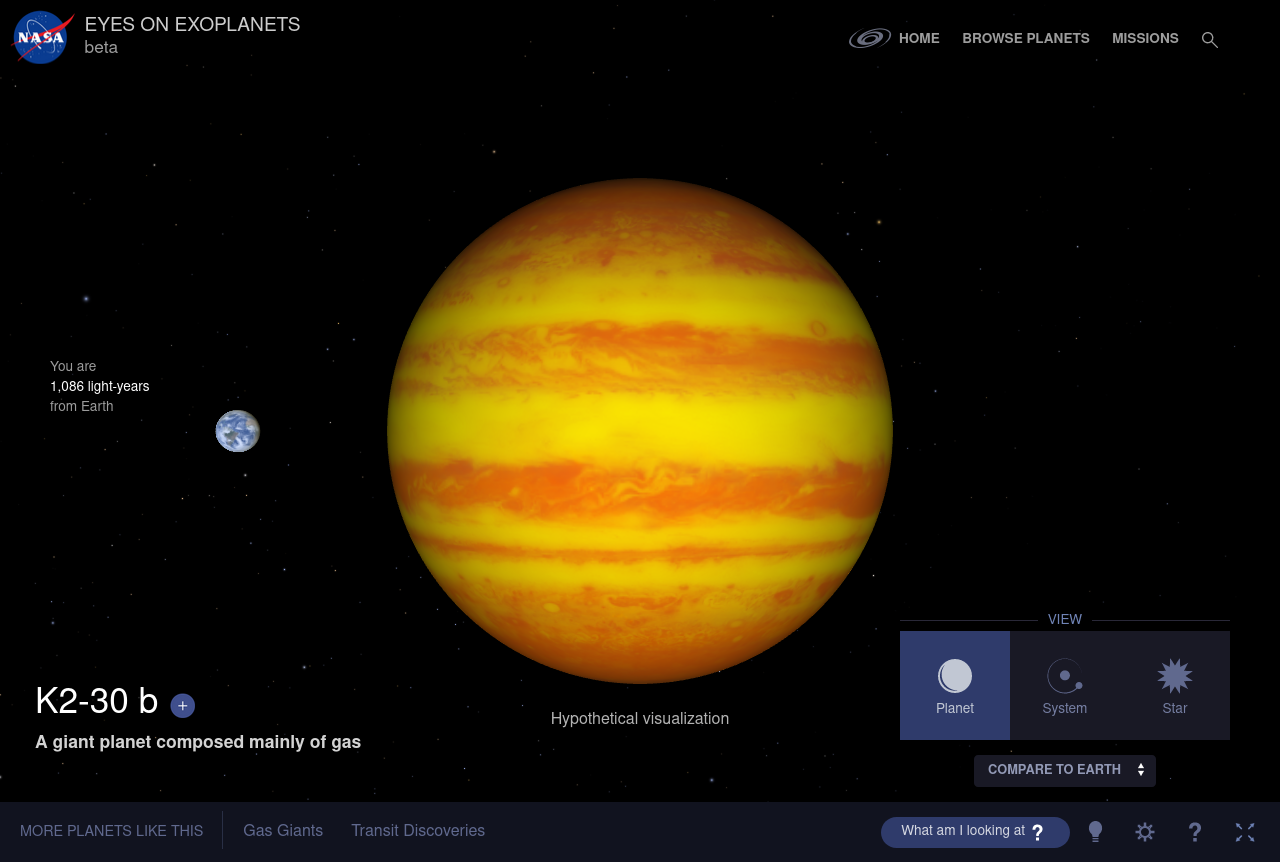 NASA
EYES ON EXOPLANETS
beta
HOME
BROWSE PLANETS
MISSIONS
You are
1,086 light-years
from Earth
K2-30 b
+
A giant planet composed mainly of gas
Hypothetical visualization
VIEW
Planet
System
Star
COMPARE TO EARTH
MORE PLANETS LIKE THIS
Gas Giants
Transit Discoveries
What am I looking at ?
?